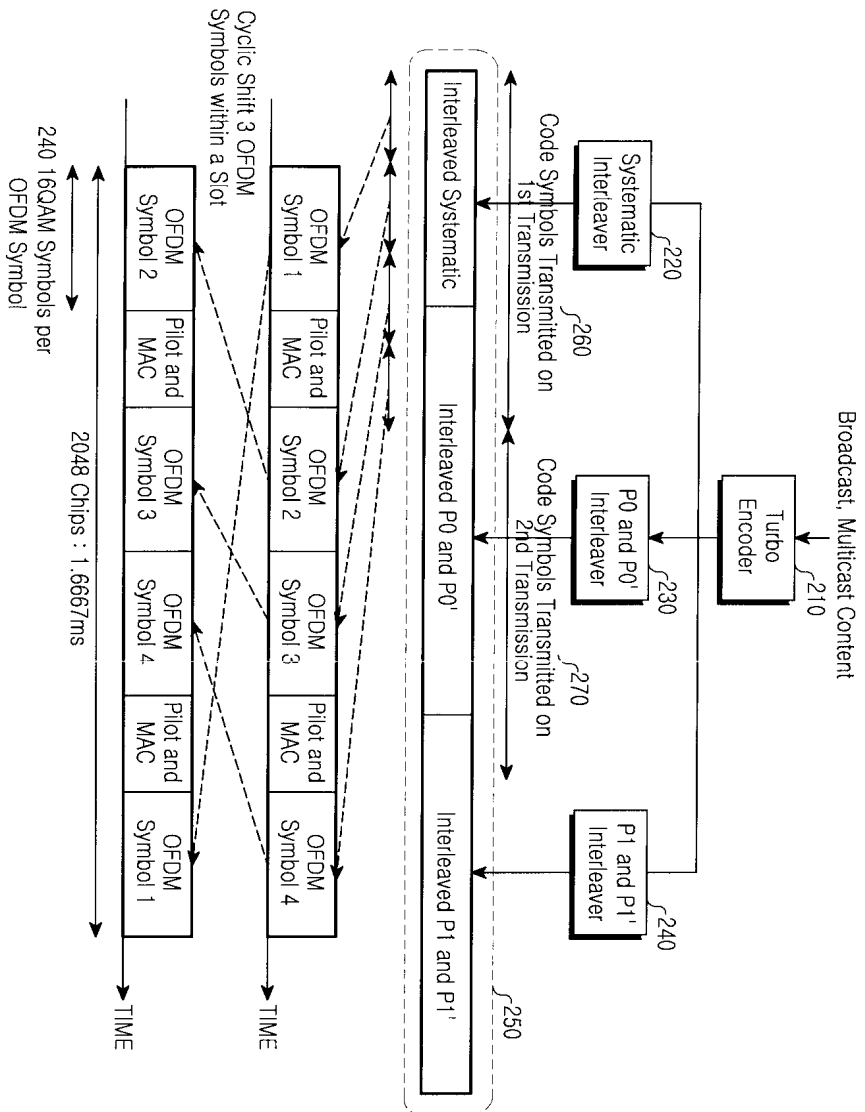 Broadcast, Multicast Content
Turbo
Encoder
210
Systematic
Interleaver
220
P0 and P0'
Interleaver
230
P1 and P1'
Interleaver
240
Code Symbols Transmitted on
1st Transmission
260
Code Symbols Transmitted on
2nd Transmission
270
250
Interleaved Systematic
Interleaved P0 and P0'
Interleaved P1 and P1'
Cyclic Shift 3 OFDM
Symbols within a Slot
OFDM
Symbol 1
Pilot and
MAC
OFDM
Symbol 2
OFDM
Symbol 3
Pilot and
MAC
OFDM
Symbol 4
TIME
OFDM
Symbol 2
Pilot and
MAC
OFDM
Symbol 3
OFDM
Symbol 4.
Pilot and
MAC
OFDM
Symbol 1
TIME
240 16QAM Symbols per
OFDM Symbol
2048 Chips : 1.6667ms